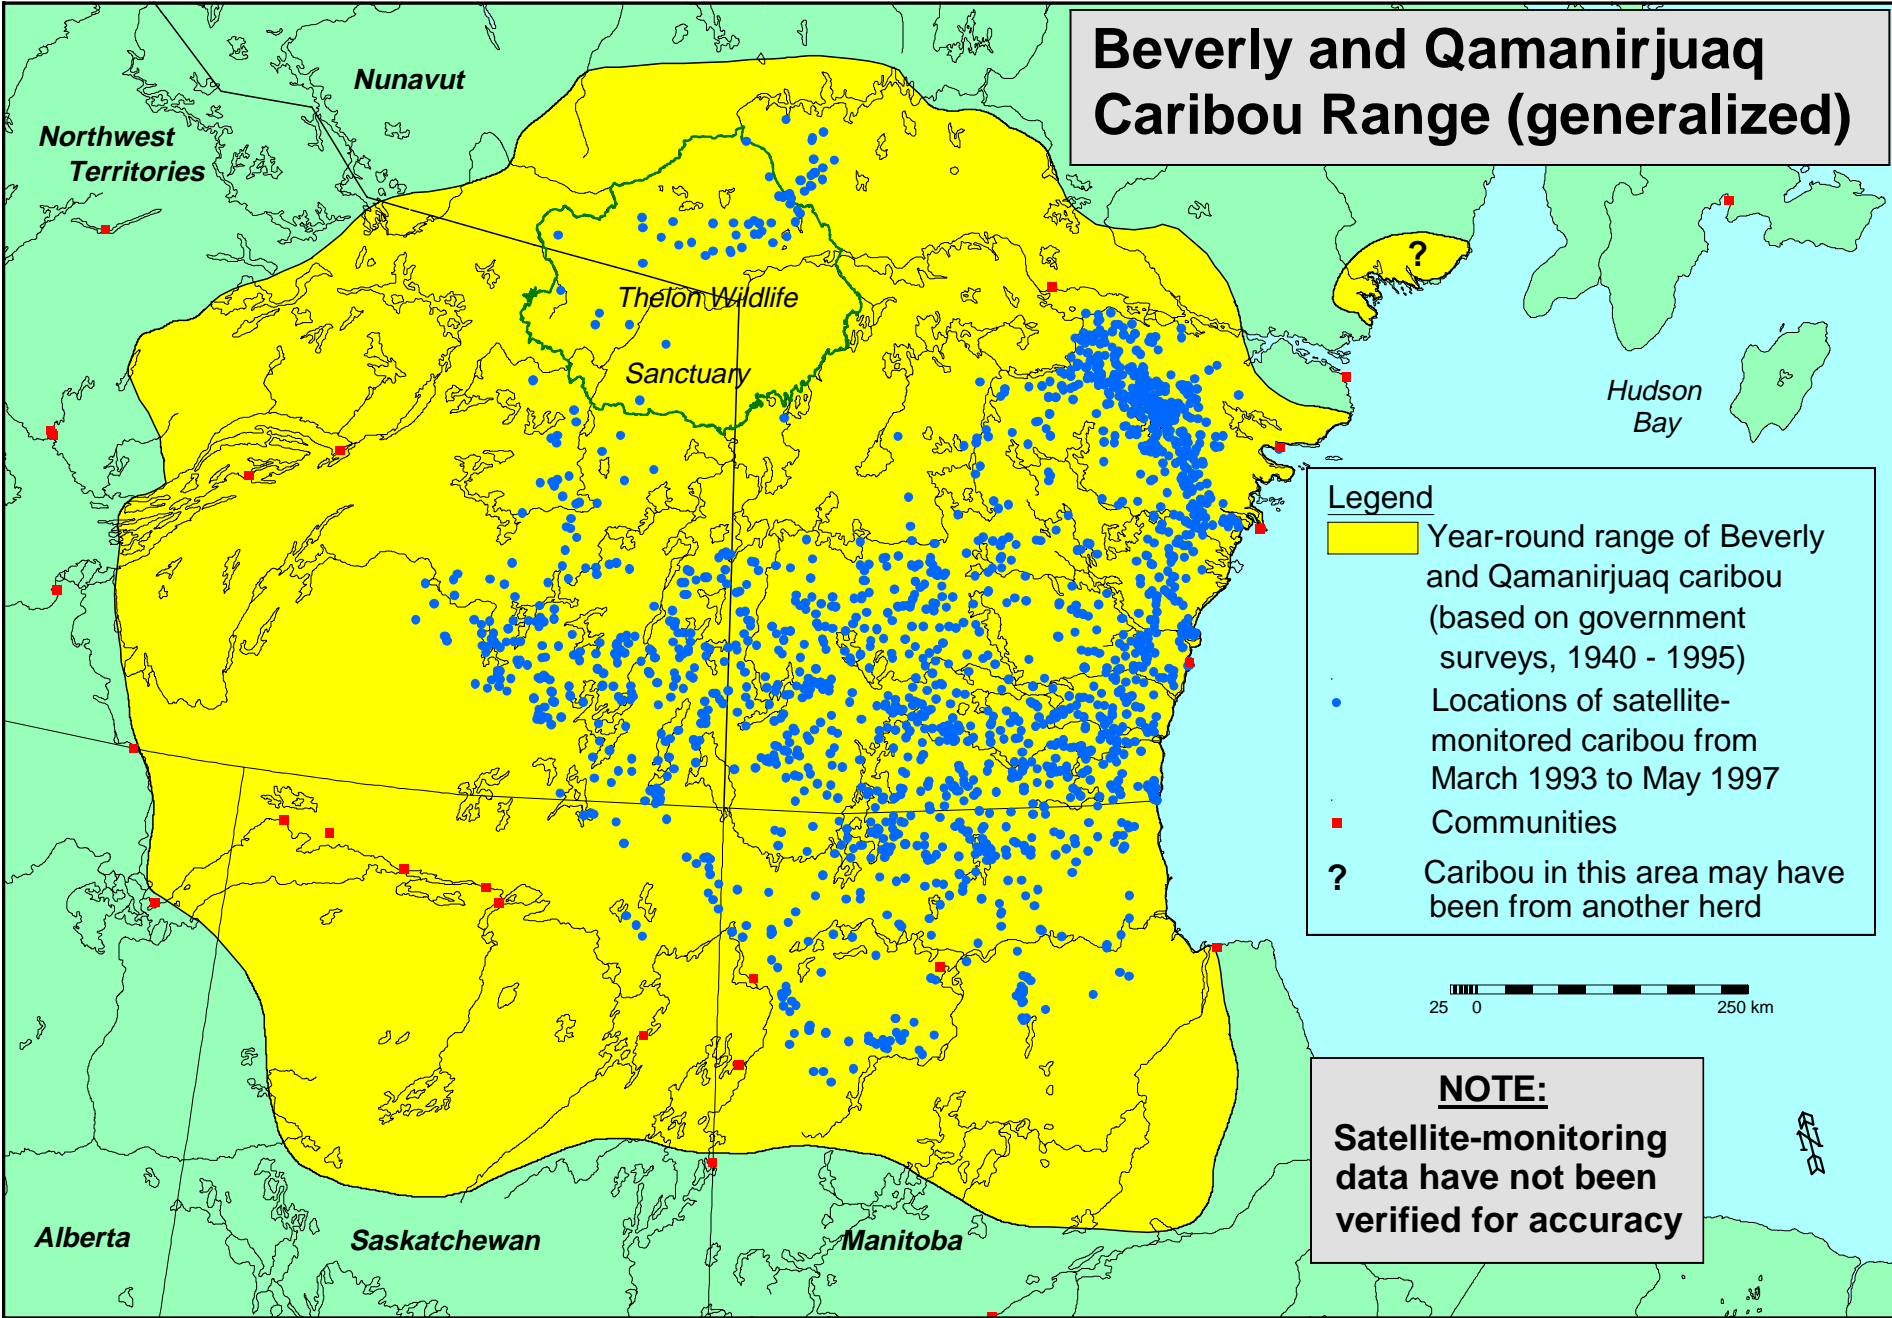 Beverly and Qamanirjuaq
Caribou Range (generalized)
Nunavut
Northwest
Territories
?
Thelon Wildlife
Sanctuary
Hudson
Bay
Legend
Year-round range of Beverly
and Qamanirjuaq caribou
(based on government
surveys, 1940 - 1995)
Locations of satellite-
monitored caribou from
March 1993 to May 1997
Communities
? Caribou in this area may have
been from another herd
25 0 250 km
NOTE:
Satellite-monitoring
data have not been
verified for accuracy
N
Alberta
Saskatchewan
Manitoba